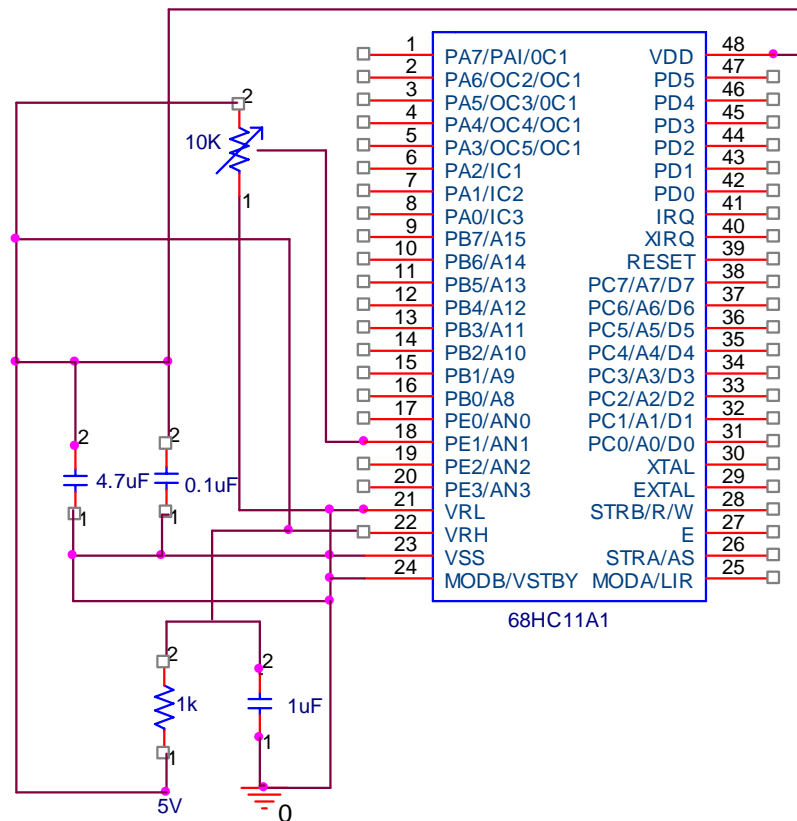 1 PA7/PAI/0C1 VDD 48
2 PA6/OC2/OC1 PD5 47
3 PA5/OC3/0C1 PD4 46
4 PA4/OC4/OC1 PD3 45
5 PA3/OC5/OC1 PD2 44
6 PA2/IC1 PD1 43
7 PA1/IC2 PD0 42
8 PA0/IC3 IRQ 41
9 PB7/A15 XIRQ 40
10 PB6/A14 RESET 39
11 PB5/A13 PC7/A7/D7 38
12 PB4/A12 PC6/A6/D6 37
13 PB3/A11 PC5/A5/D5 36
14 PB2/A10 PC4/A4/D4 35
15 PB1/A9 PC3/A3/D3 34
16 PB0/A8 PC2/A2/D2 33
17 PE0/AN0 PC1/A1/D1 32
18 PE1/AN1 PC0/A0/D0 31
19 PE2/AN2 XTAL 30
20 PE3/AN3 EXTAL 29
21 VRL STRB/R/W 28
22 VRH E 27
23 VSS STRA/AS 26
24 MODB/VSTBY MODA/LIR 25
68HC11A1
2
10K
1
2
4.7uF
1
2
0.1uF
1
2
1k
1
5V
2
1uF
1
0